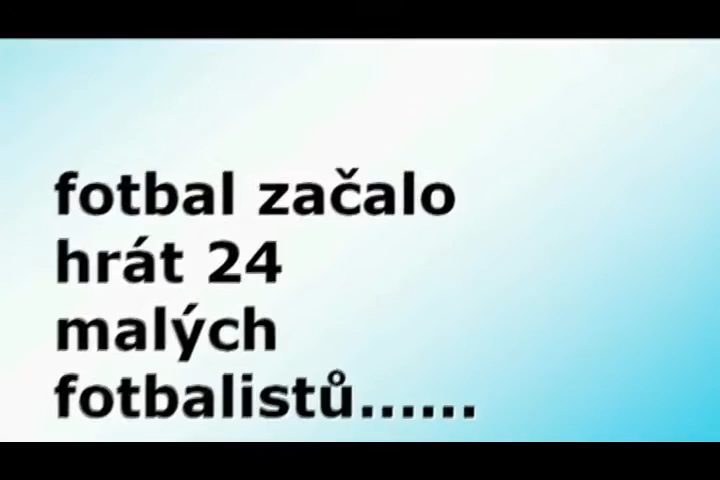 fotbal začalo
hrát 24
malých
fotbalistů......